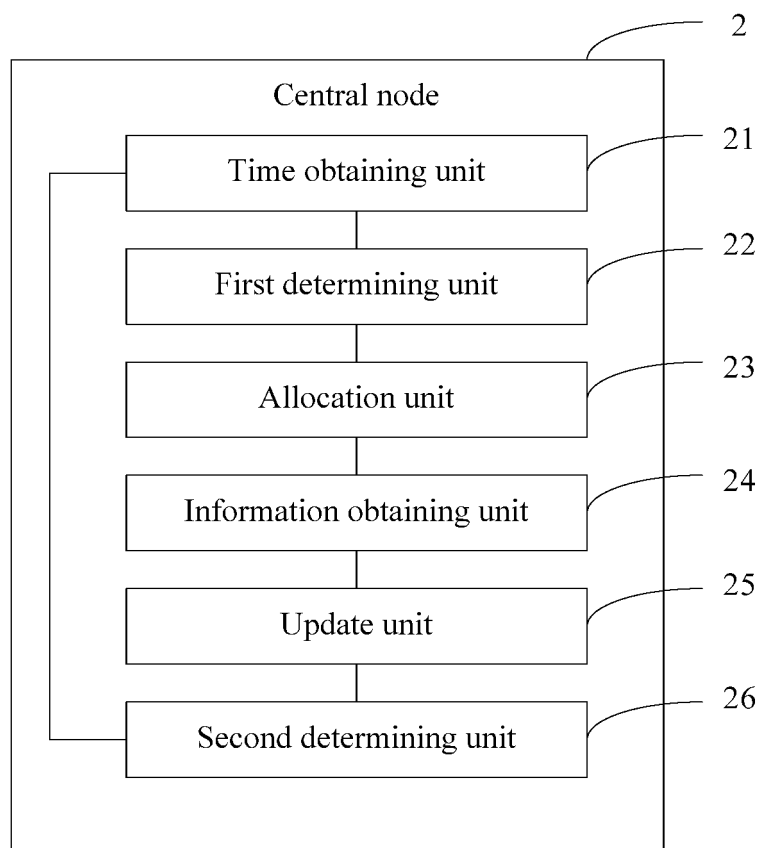 2
Central node
21
Time obtaining unit
22
First determining unit
23
Allocation unit
24
Information obtaining unit
25
Update unit
26
Second determining unit